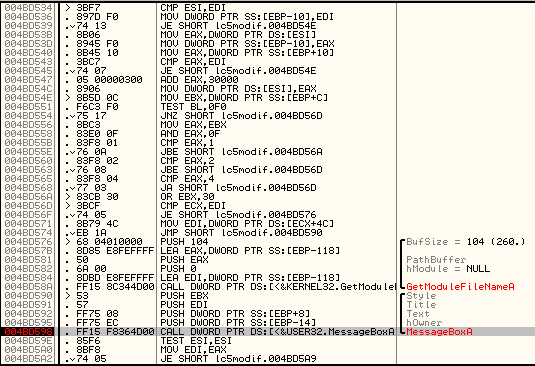 004BD534 > 3BF7 CMP ESI,EDI
004BD536 . 897D F0 MOV DWORD PTR SS:[EBP-10],EDI
004BD539 .v74 13 JE SHORT lc5modif.004BD54E
004BD53B . 8B06 MOV EAX,DWORD PTR DS:[ESI]
004BD53D . 8945 F0 MOV DWORD PTR SS:[EBP-10],EAX
004BD540 . 8B45 10 MOV EAX,DWORD PTR SS:[EBP+10]
004BD543 . 3BC7 CMP EAX,EDI
004BD545 .v74 07 JE SHORT lc5modif.004BD54E
004BD547 . 05 00000300 ADD EAX,30000
004BD54C . 8906 MOV DWORD PTR DS:[ESI],EAX
004BD54E > 8B5D 0C MOV EBX,DWORD PTR SS:[EBP+C]
004BD551 . F6C3 F0 TEST BL,0F0
004BD554 .v75 17 JNZ SHORT lc5modif.004BD56D
004BD556 . 8BC3 MOV EAX,EBX
004BD558 . 83E0 0F AND EAX,0F
004BD55B . 83F8 01 CMP EAX,1
004BD55E .v76 0A JBE SHORT lc5modif.004BD56A
004BD560 . 83F8 02 CMP EAX,2
004BD563 .v76 08 JBE SHORT lc5modif.004BD56D
004BD565 . 83F8 04 CMP EAX,4
004BD568 .v77 03 JA SHORT lc5modif.004BD56D
004BD56A > 83CB 30 OR EBX,30
004BD56D > 3BCF CMP ECX,EDI
004BD56F .v74 05 JE SHORT lc5modif.004BD576
004BD571 . 8B79 4C MOV EDI,DWORD PTR DS:[ECX+4C]
004BD574 .vEB 1A JMP SHORT lc5modif.004BD590
004BD576 > 68 04010000 PUSH 104 BufSize = 104 (260.)
004BD57B . 8D85 E8FEFFFF LEA EAX,DWORD PTR SS:[EBP-118]
004BD581 . 50 PUSH EAX PathBuffer
004BD582 . 6A 00 PUSH 0 hModule = NULL
004BD584 . 8DBD E8FEFFFF LEA EDI,DWORD PTR SS:[EBP-118]
004BD58A . FF15 8C344D00 CALL DWORD PTR DS:[<&KERNEL32.GetModule GetModuleFileNameA
004BD590 > 53 PUSH EBX Style
004BD591 . 57 PUSH EDI Title
004BD592 . FF75 08 PUSH DWORD PTR SS:[EBP+8] Text
004BD595 . FF75 EC PUSH DWORD PTR SS:[EBP-14] hOwner
004BD598 . FF15 F8364D00 CALL DWORD PTR DS:[<&USER32.MessageBoxA MessageBoxA
004BD59E . 85F6 TEST ESI,ESI
004BD5A0 . 8BF8 MOV EDI,EAX
004BD5A2 .v74 05 JE SHORT lc5modif.004BD5A9